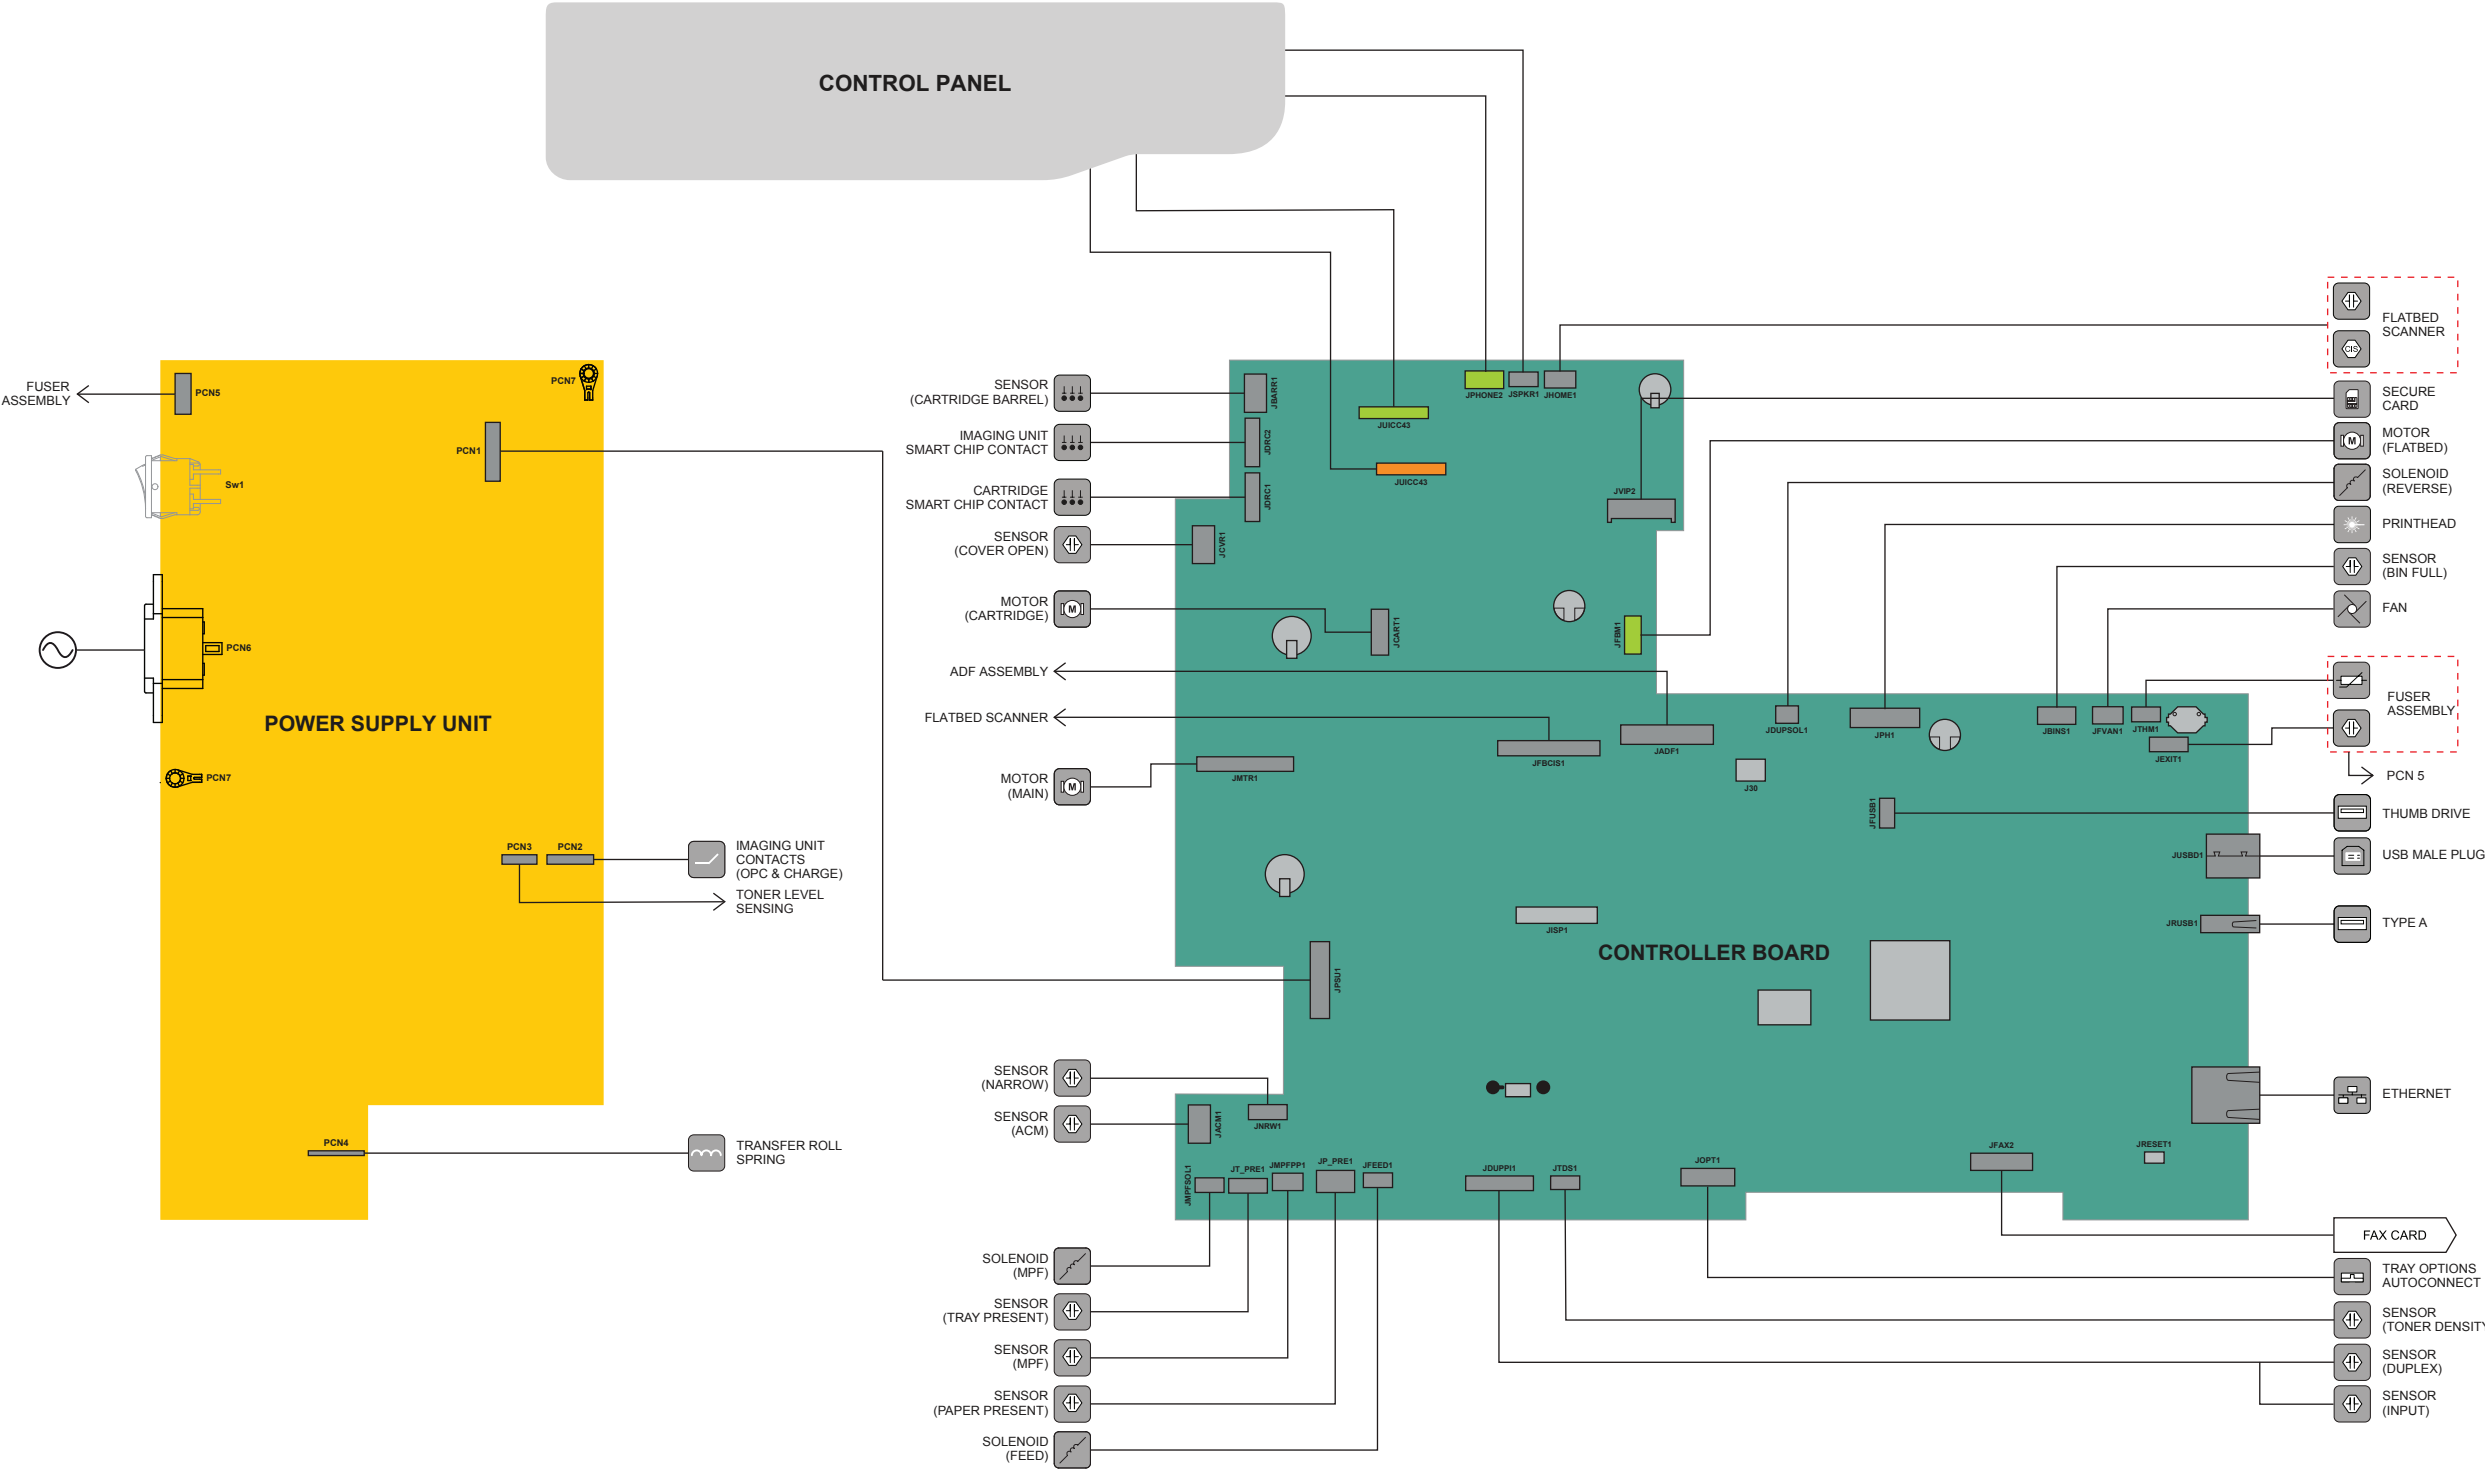 CONTROL PANEL
FUSER
ASSEMBLY
PCN5
PCN7
PCN1
Sw1
PCN6
POWER SUPPLY UNIT
PCN7
PCN3
PCN2
IMAGING UNIT
CONTACTS
(OPC & CHARGE)
TONER LEVEL
SENSING
PCN4
TRANSFER ROLL
SPRING
SENSOR
(CARTRIDGE BARREL)
IMAGING UNIT
SMART CHIP CONTACT
CARTRIDGE
SMART CHIP CONTACT
SENSOR
(COVER OPEN)
MOTOR
(CARTRIDGE)
M
ADF ASSEMBLY
FLATBED SCANNER
MOTOR
(MAIN)
M
SENSOR
(NARROW)
SENSOR
(ACM)
SOLENOID
(MPF)
SENSOR
(TRAY PRESENT)
SENSOR
(MPF)
SENSOR
(PAPER PRESENT)
SOLENOID
(FEED)
JBARR1
JDRC2
JDRC1
JCVR1
JUICC43
JUICC43
JPHONE2
JSPKR1
JHOME1
JVIP2
JCART1
JFBM1
JMTR1
JFBCIS1
JADF1
JDUPSOL1
JPH1
JBINS1
JFVAN1
JTHM1
JEXIT1
J30
JFUSB1
JUSBD1
JISP1
JRUSB1
CONTROLLER BOARD
JPSU1
JACM1
JNRW1
JMPFSOL1
JT_PRE1
JMPFPP1
JP_PRE1
JFEED1
JDUPPI1
JTDS1
JOPT1
JFAX2
JRESET1
FLATBED
SCANNER
CIS
SECURE
CARD
MOTOR
(FLATBED)
M
SOLENOID
(REVERSE)
PRINTHEAD
SENSOR
(BIN FULL)
FAN
FUSER
ASSEMBLY
PCN 5
THUMB DRIVE
USB MALE PLUG
TYPE A
ETHERNET
FAX CARD
TRAY OPTIONS
AUTOCONNECT
SENSOR
(TONER DENSITY
SENSOR
(DUPLEX)
SENSOR
(INPUT)